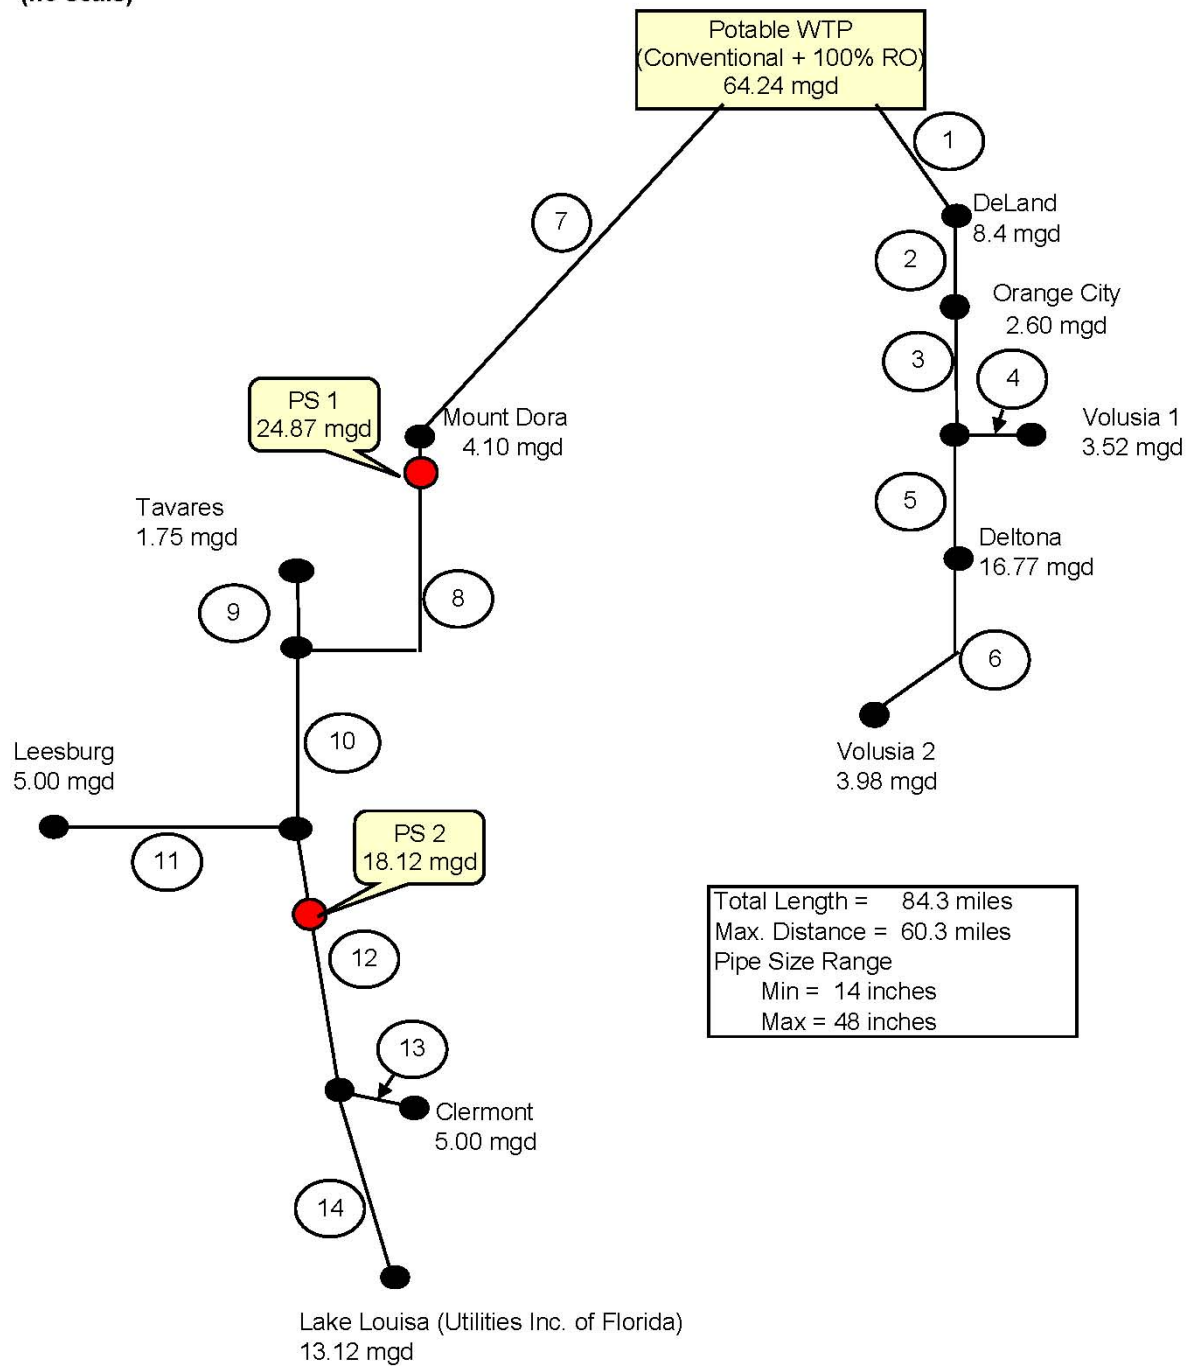 (no scale)
Potable WTP
(Conventional + 100% RO)
64.24 mgd
1
7
DeLand
8.4 mgd
2
Orange City
2.60 mgd
3
4
PS 1
24.87 mgd
Mount Dora
4.10 mgd
Volusia 1
3.52 mgd
Tavares
1.75 mgd
5
Deltona
16.77 mgd
9
8
6
10
Leesburg
5.00 mgd
Volusia 2
3.98 mgd
11
PS 2
18.12 mgd
12
Total Length = 84.3 miles
Max. Distance = 60.3 miles
Pipe Size Range
Min = 14 inches
Max = 48 inches
13
Clermont
5.00 mgd
14
Lake Louisa (Utilities Inc. of Florida)
13.12 mgd